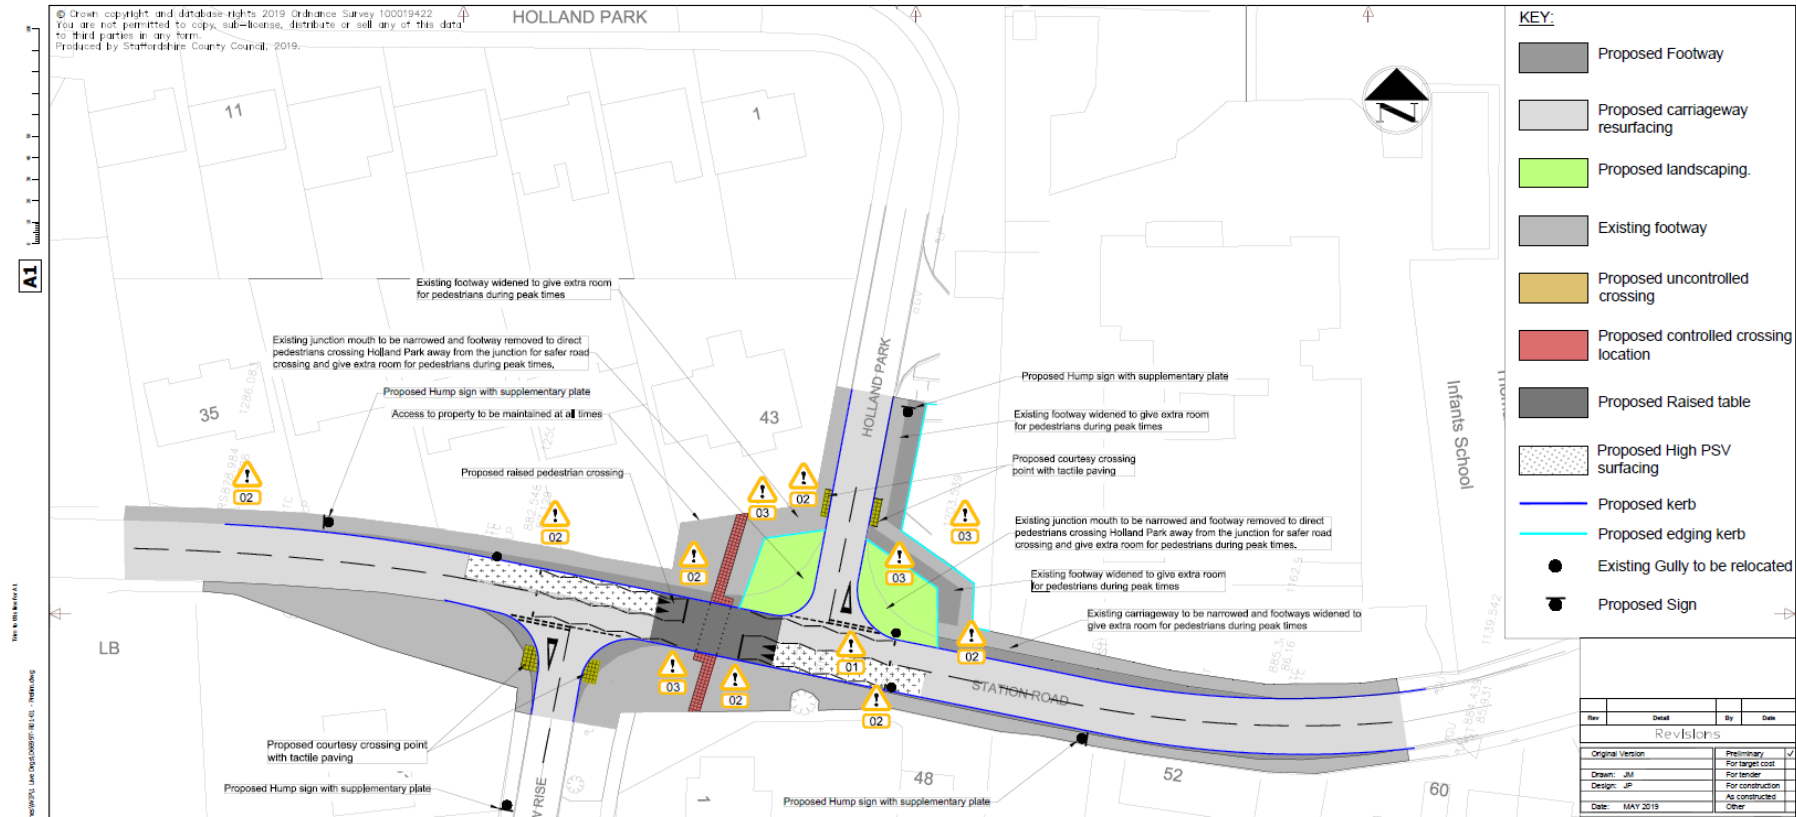 © Crown copyright and database rights 2019 Ordnance Survey 100019422
You are not permitted to copy, sub-license, distribute or sell any of this data
to third parties in any form.
Produced by Staffordshire County Council, 2019.
HOLLAND PARK
11
1
A1
Existing footway widened to give extra room
for pedestrians during peak times
Existing junction mouth to be narrowed and footway removed to direct
pedestrians crossing Holland Park away from the junction for safer road
crossing and give extra room for pedestrians during peak times,
Proposed Hump sign with supplementary plate
Access to property to be maintained at all times
35
43
HOLLAND PARK
Proposed raised pedestrian crossing
Proposed Hump sign with supplementary plate
Existing footway widened to give extra room
for pedestrians during peak times
Proposed courtesy crossing
point with tactile paving
Existing junction mouth to be narrowed and footway removed to direct
pedestrians crossing Holland Park away from the junction for safer road
crossing and give extra room for pedestrians during peak times.
Existing footway widened to give extra room
for pedestrians during peak times
Existing carriageway to be narrowed and footways widened to
give extra room for pedestrians during peak times
02
02
03
02
02
03
03
02
01
03
02
02
LB
STATION ROAD
Infants School
Proposed courtesy crossing point
with tactile paving
Proposed Hump sign with supplementary plate
Proposed Hump sign with supplementary plate
RISE
1
48
52
60
KEY:
Proposed Footway
Proposed carriageway
resurfacing
Proposed landscaping.
Existing footway
Proposed uncontrolled
crossing
Proposed controlled crossing
location
Proposed Raised table
Proposed High PSV
surfacing
Proposed kerb
Proposed edging kerb
Existing Gully to be relocated
Proposed Sign
Rev Detail By Date
Revisions
Original Version Preliminary ✓
For target cost
Drawn: JM For tender
Design: JP For construction
As constructed
Date: MAY 2019 Other